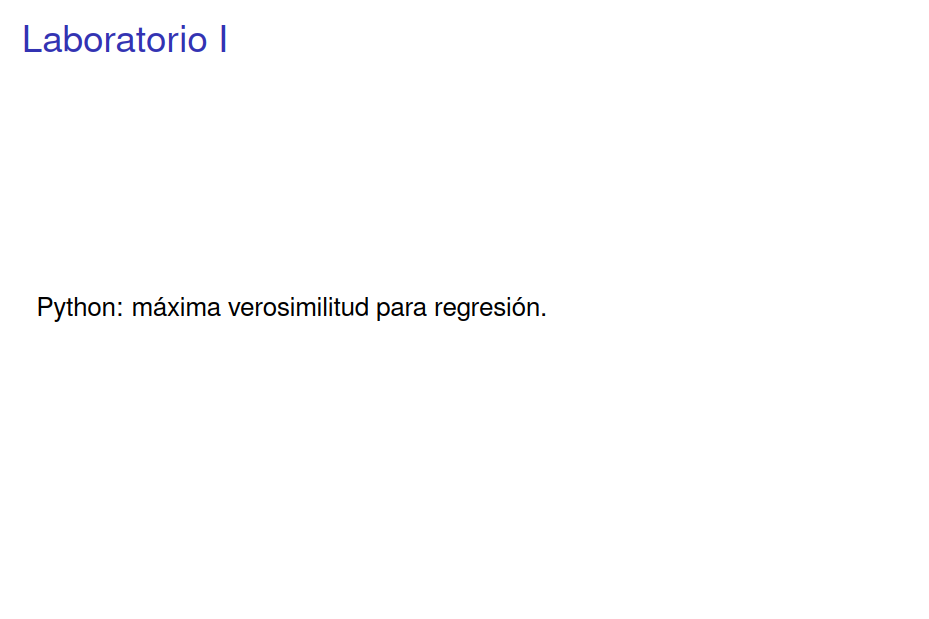 Laboratorio I
Python: máxima verosimilitud para regresión.